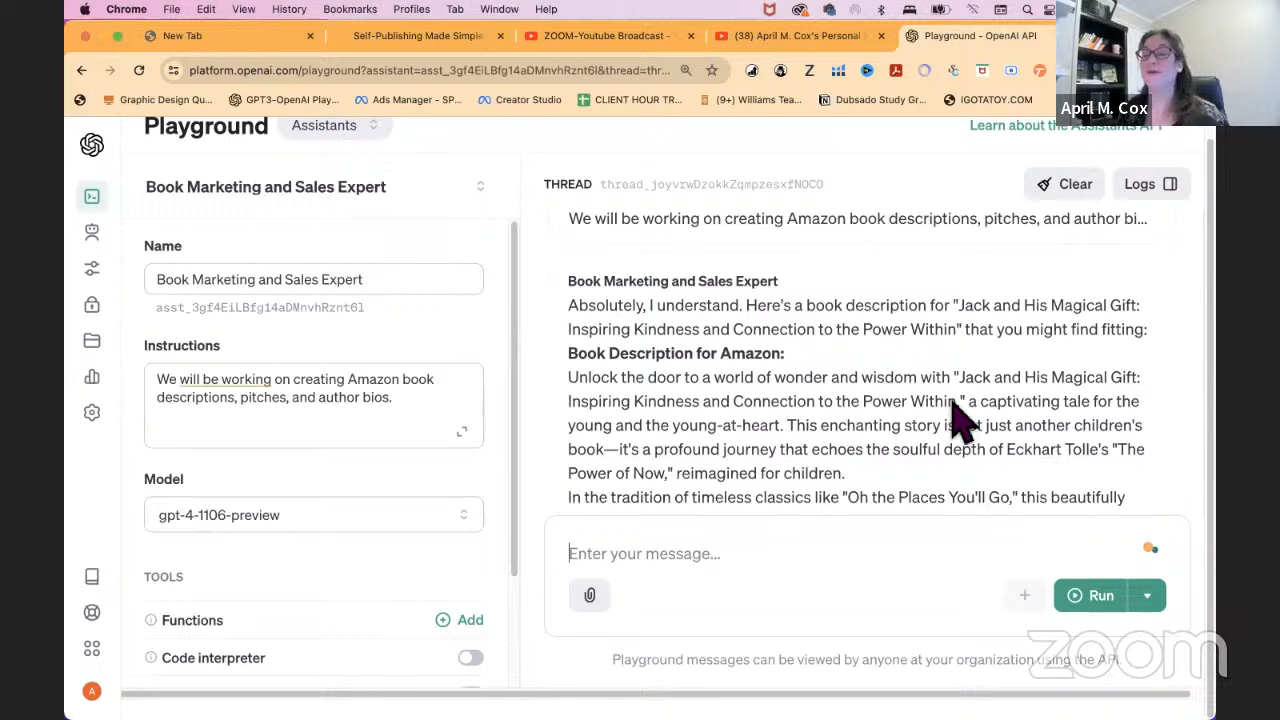 Chrome File Edit View History Bookmarks Profiles Tab Window Help
New Tab
Self-Publishing Made Simple
ZOOM-Youtube Broadcast -
(38) April M. Cox's Personal
Playground - OpenAI API
platform.openai.com/playground?assistant=asst_3gf4EiLBfg14aDMnvhRznt6l&thread=thr...
Graphic Design Qu...
GPT3-OpenAI Play...
Ads Manager - SP...
Creator Studio
CLIENT HOUR TR...
(9+) Williams Tea...
Dubsado Study Gr...
IGOTATOY.COM
April M. Cox
Playground
Assistants
Learn about the Assistants API
Book Marketing and Sales Expert
THREAD thread_joyvrwDzokkZqmpzesxfNOCO
Clear
Logs
We will be working on creating Amazon book descriptions, pitches, and author bi...
Name
Book Marketing and Sales Expert
asst_3gf4EiLBfg14aDMnvhRznt6l
Instructions
We will be working on creating Amazon book
descriptions, pitches, and author bios.
Model
gpt-4-1106-preview
TOOLS
Functions
Add
Code interpreter
A
Book Marketing and Sales Expert
Absolutely, I understand. Here's a book description for "Jack and His Magical Gift:
Inspiring Kindness and Connection to the Power Within" that you might find fitting:
Book Description for Amazon:
Unlock the door to a world of wonder and wisdom with "Jack and His Magical Gift:
Inspiring Kindness and Connection to the Power Within," a captivating tale for the
young and the young-at-heart. This enchanting story is just another children's
book—it's a profound journey that echoes the soulful depth of Eckhart Tolle's "The
Power of Now," reimagined for children.
In the tradition of timeless classics like "Oh the Places You'll Go," this beautifully
Enter your message...
Run
Playground messages can be viewed by anyone at your organization using the API.
zoom